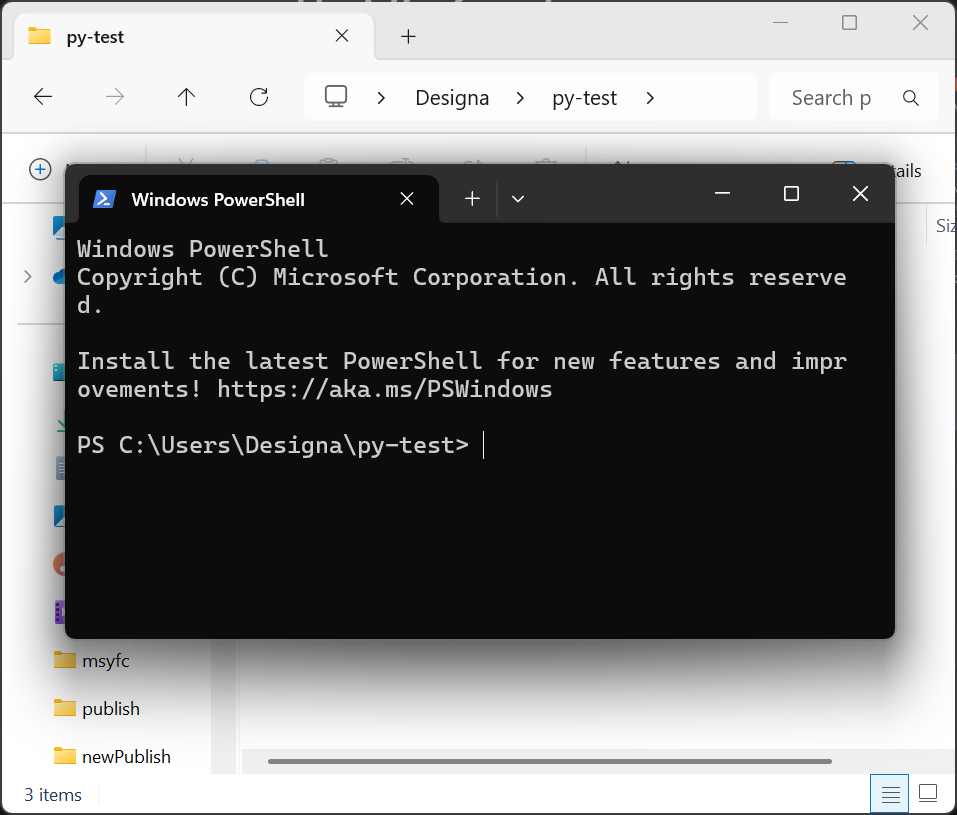 py-test
Designa
py-test
Search p
ails
Siz
Windows PowerShell
Windows PowerShell
Copyright (C) Microsoft Corporation. All rights reserve
d.
Install the latest PowerShell for new features and impr
ovements! https://aka.ms/PSWindows
PS C:\Users\Designa\py-test>
msyfc
publish
newPublish
3 items